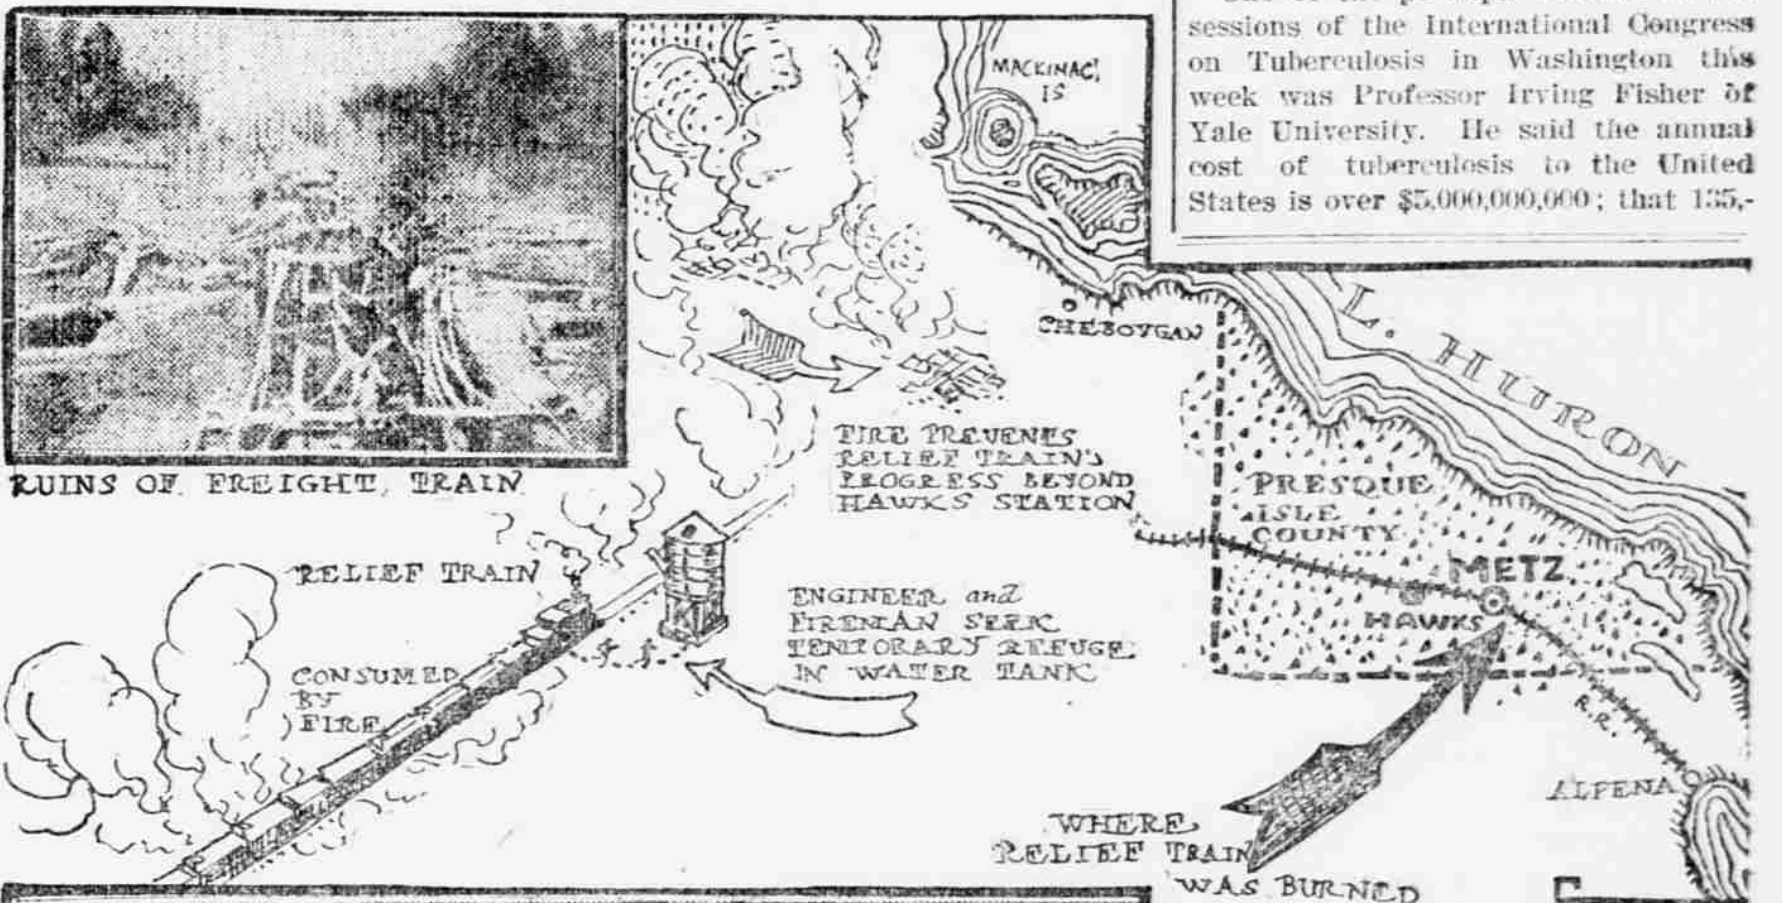 sessions of the International Congress
on Tuberculosis in Washington this
week was Professor Irving Fisher of
Yale University. He said the annual
cost of tuberculosis to the United
States is over $5,000,000,000; that 135,-
MACKINAC
IS
CHEBOYGAN
L. HURON
RUINS OF FREIGHT TRAIN
FIRE PREVENTS
RELIEF TRAIN'S
PROGRESS BEYOND
HAWKS STATION
PRESQUE
ISLE
COUNTY
METZ
HAWKS
RELIEF TRAIN
ENGINEER and
FIREMAN SEEK
TEMPORARY REFUGE
IN WATER TANK
CONSUMED
BY
FIRE
R.R.
ALPENA
WHERE
RELIEF TRAIN
WAS BURNED